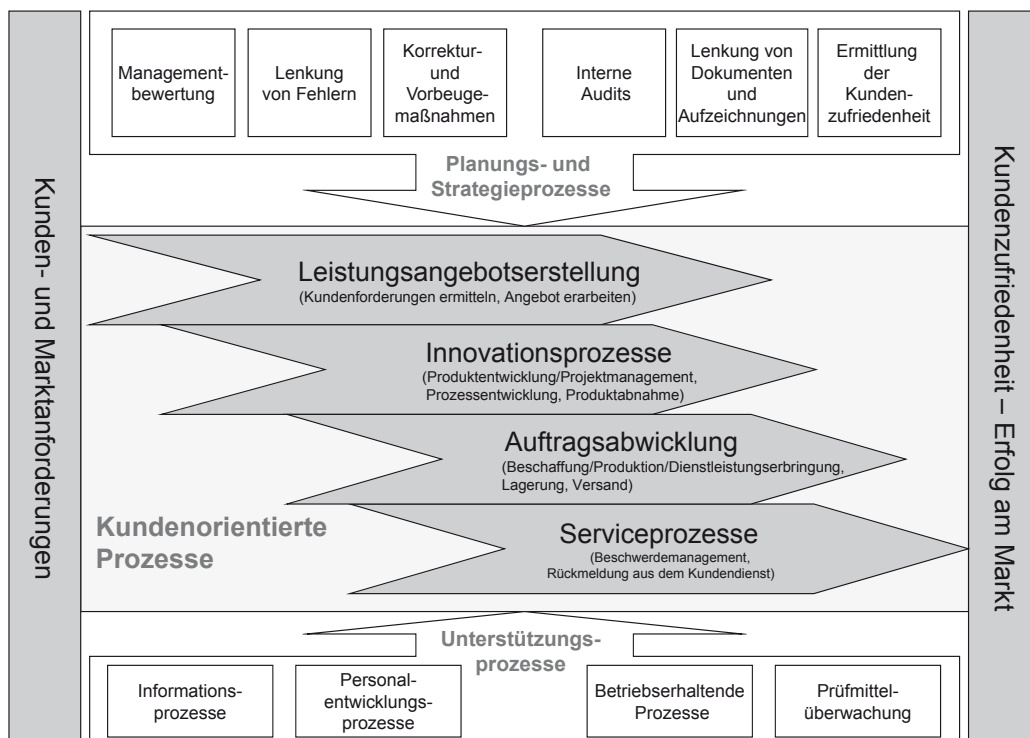 Kunden- und Marktanforderungen
Management-
bewertung
Lenkung
von Fehlern
Korrektur-
und
Vorbeuge-
maßnahmen
Interne
Audits
Lenkung von
Dokumenten
und
Aufzeichnungen
Ermittlung
der
Kunden-
zufriedenheit
Planungs- und
Strategieprozesse
Leistungsangebotserstellung
(Kundenforderungen ermitteln, Angebot erarbeiten)
Innovationsprozesse
(Produktentwicklung/Projektmanagement,
Prozessentwicklung, Produktabnahme)
Auftragsabwicklung
(Beschaffung/Produktion/Dienstleistungserbringung,
Lagerung, Versand)
Serviceprozesse
(Beschwerdemanagement,
Rückmeldung aus dem Kundendienst)
Kundenorientierte
Prozesse
Unterstützungs-
prozesse
Informations-
prozesse
Personal-
entwicklungs-
prozesse
Betriebserhaltende
Prozesse
Prüfmittel-
überwachung
Kundenzufriedenheit – Erfolg am Markt